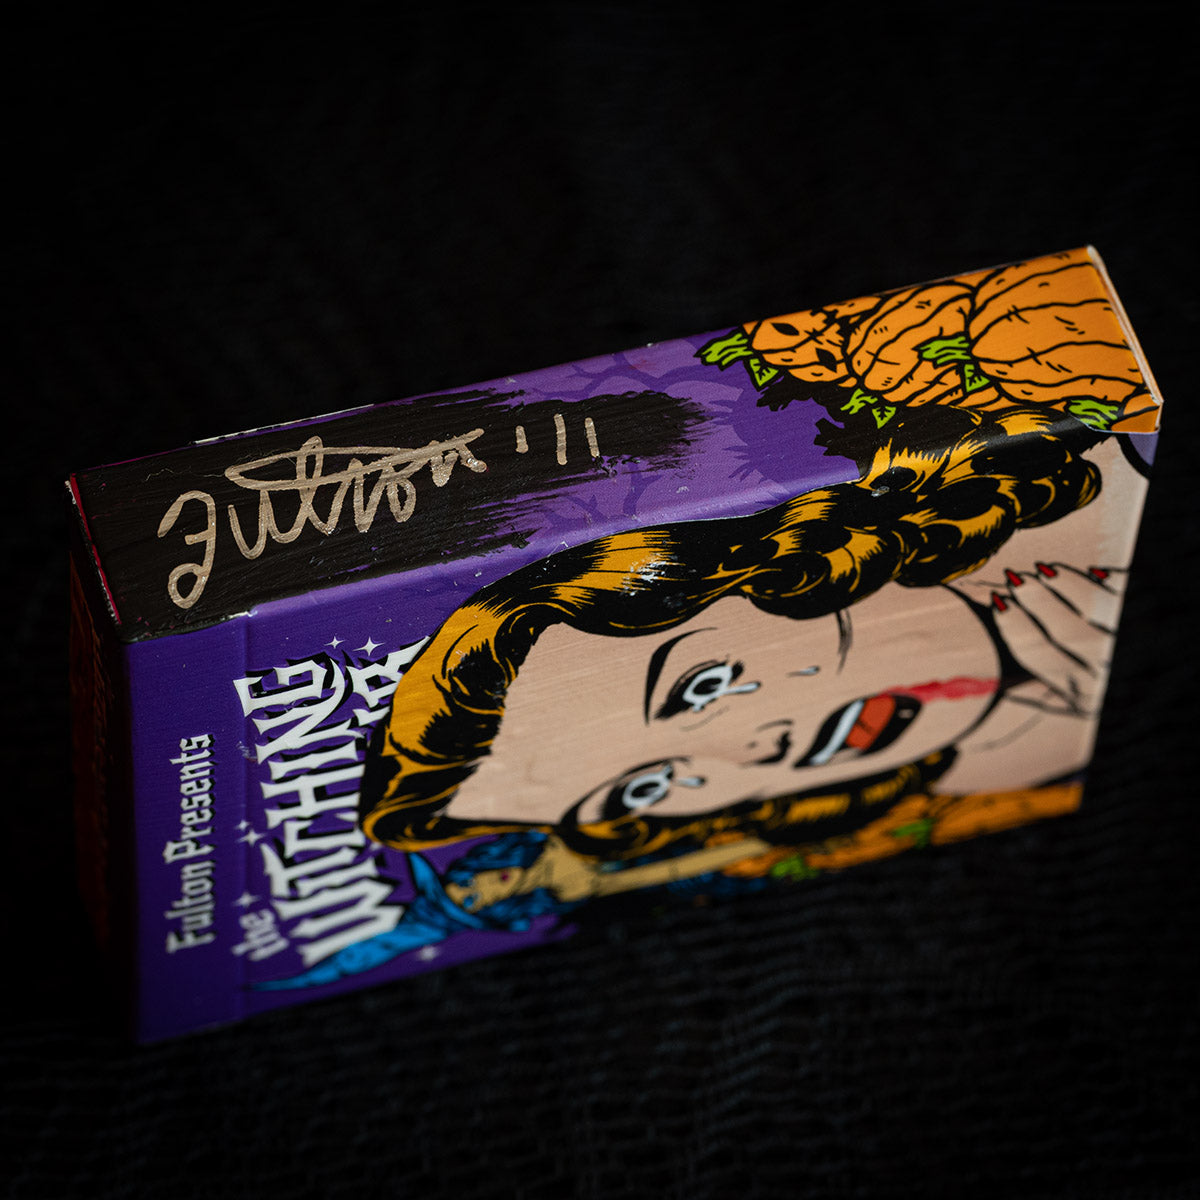 Fulton Presents
the
WITCHING
Fulton '11